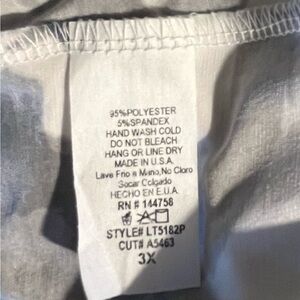 95%POLYESTER
5%SPANDEX
HAND WASH COLD
DO NOT BLEACH
HANG OR LINE DRY
MADE IN U.S.A.
Lave Frio a Mano,No Cloro
Secar Colgado
HECHO EN E.U.A.
RN # 144758
STYLE# LT5182P
CUT# A5463
3X